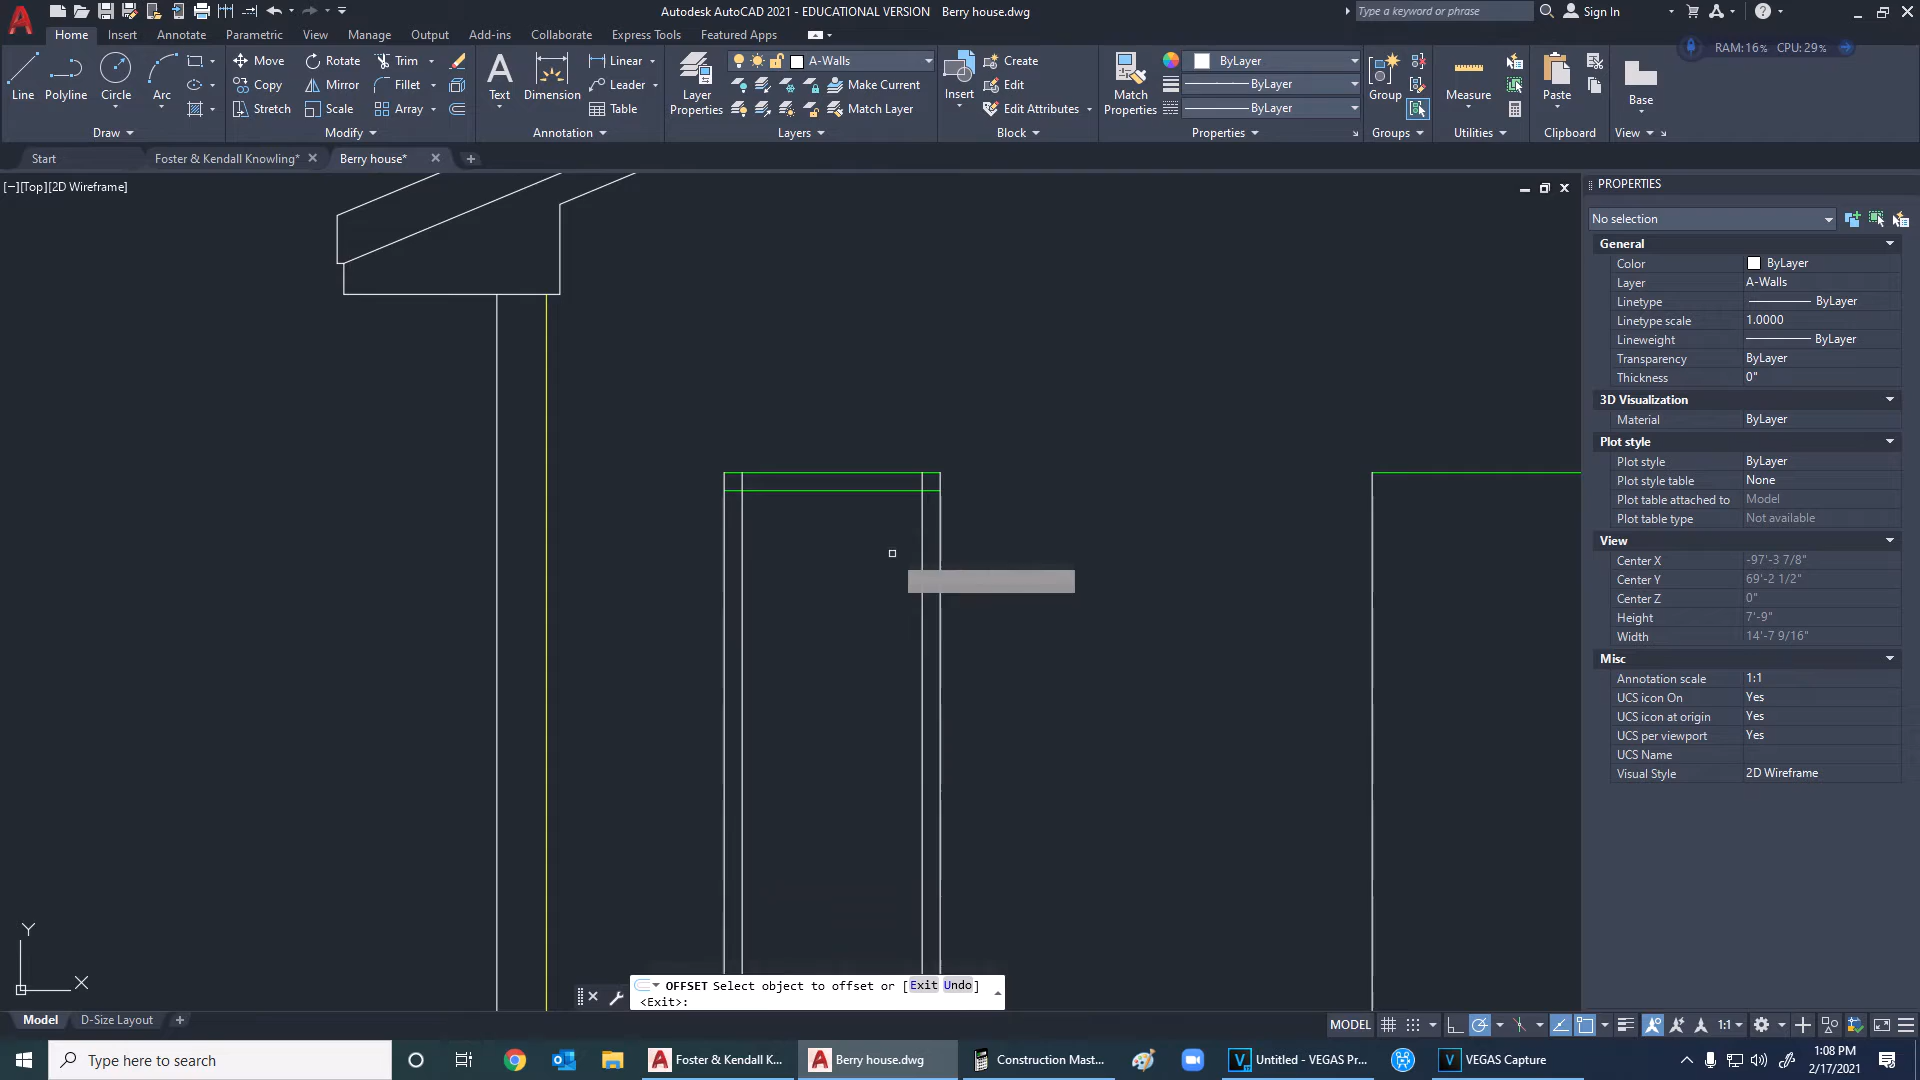 Autodesk AutoCAD 2021 - EDUCATIONAL VERSION Berry house.dwg
Type a keyword or phrase
Sign In
Home Insert Annotate Parametric View Manage Output Add-ins Collaborate Express Tools Featured Apps
RAM:16% CPU: 29%
Line Polyline Circle Arc
Move Rotate Trim
Copy Mirror Fillet
Stretch Scale Array
Text Dimension
Linear
Leader
Table
Layer Properties
A-Walls
Make Current
Match Layer
Insert
Create
Edit
Edit Attributes
Match Properties
ByLayer
ByLayer
ByLayer
Group
Measure
Paste
Base
Draw Modify Annotation Layers Block Properties Groups Utilities Clipboard View
Start Foster & Kendall Knowling* Berry house*
[−][Top][2D Wireframe]
PROPERTIES
No selection
General
Color ByLayer
Layer A-Walls
Linetype ByLayer
Linetype scale 1.0000
Lineweight ByLayer
Transparency ByLayer
Thickness 0"
3D Visualization
Material ByLayer
Plot style
Plot style ByLayer
Plot style table None
Plot table attached to Model
Plot table type Not available
View
Center X -97'-3 7/8"
Center Y 69'-2 1/2"
Center Z 0"
Height 7'-9"
Width 14'-7 9/16"
Misc
Annotation scale 1:1
UCS icon On Yes
UCS icon at origin Yes
UCS per viewport Yes
UCS Name
Visual Style 2D Wireframe
Y
X
OFFSET Select object to offset or [Exit Undo]
<Exit>:
Model D-Size Layout
MODEL 1:1
Type here to search
Foster & Kendall K...
Berry house.dwg
Construction Mast...
Untitled - VEGAS Pr...
VEGAS Capture
1:08 PM
2/17/2021